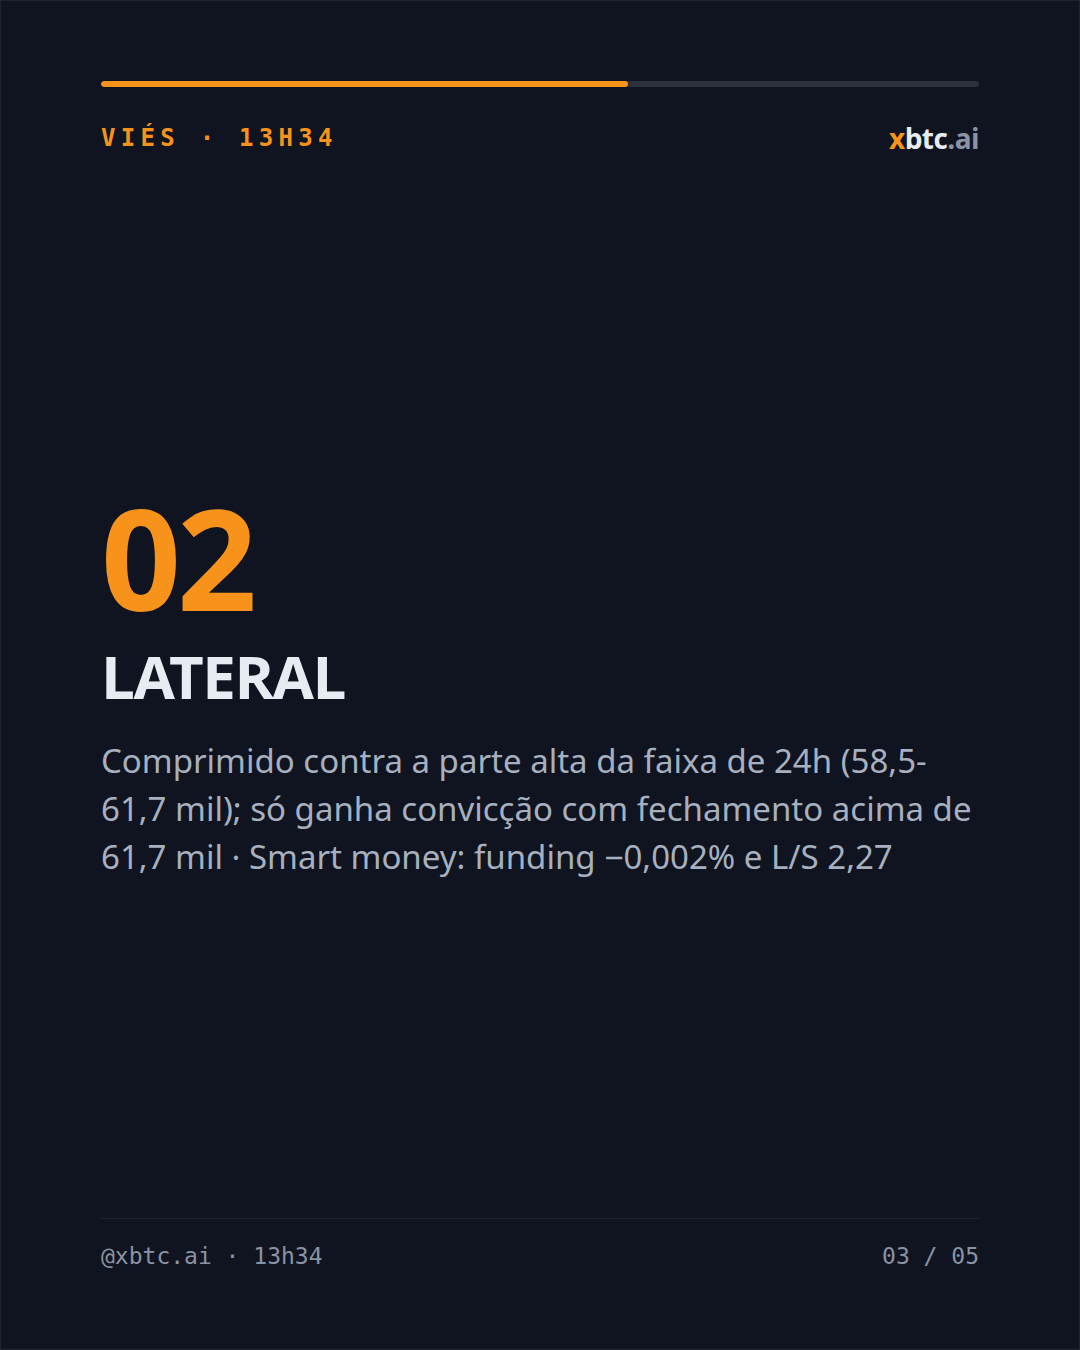 VIÉS · 13H34
xbtc.ai
02
LATERAL
Comprimido contra a parte alta da faixa de 24h (58,5-
61,7 mil); só ganha convicção com fechamento acima de
61,7 mil · Smart money: funding −0,002% e L/S 2,27
@xbtc.ai · 13h34
03 / 05